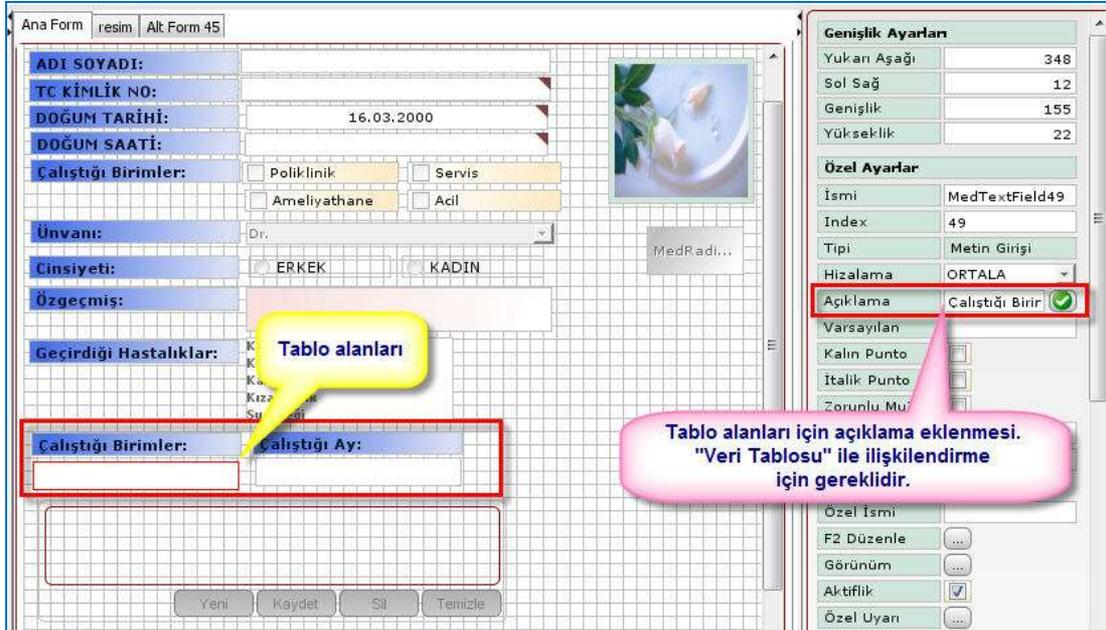 Ana Form resim Alt Form 45
ADI SOYADI:
TC KİMLİK NO:
DOĞUM TARİHİ: 16.03.2000
DOĞUM SAATİ:
Çalıştığı Birimler: Poliklinik Servis
Ameliyathane Acil
Ünvanı: Dr.
MedRadi...
Cinsiyeti: ERKEK KADIN
Özgeçmiş:
Geçirdiği Hastalıklar:
Tablo alanları
Çalıştığı Birimler: Çalıştığı Ay:
Yeni Kaydet Sil Temizle
Genişlik Ayarları
Yukarı Aşağı 348
Sol Sağ 12
Genişlik 155
Yükseklik 22
Özel Ayarlar
İsmi MedTextField49
Index 49
Tipi Metin Girişi
Hizalama ORTALA
Açıklama Çalıştığı Birir
Varsayılan
Kalın Punto
İtalik Punto
Zorunlu
Tablo alanları için açıklama eklenmesi.
"Veri Tablosu" ile ilişkilendirme
için gereklidir.
Özel İsmi
F2 Düzenle ...
Görünüm ...
Aktiflik
Özel Uyarı ...